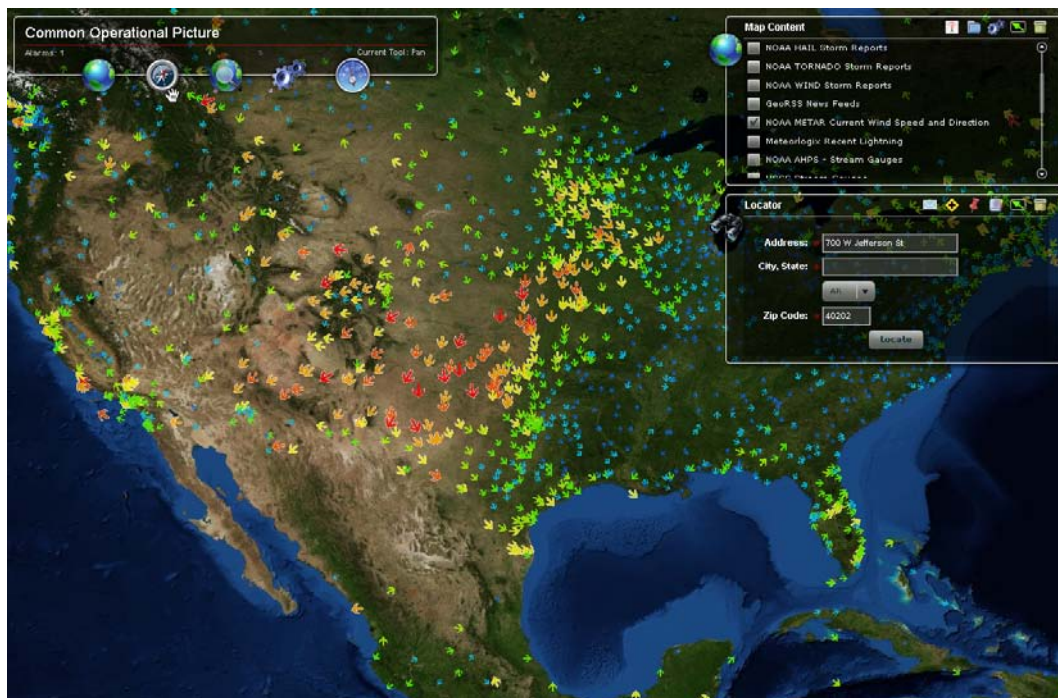 Common Operational Picture
Alarms: 1
Current Tool: Pan
Map Content
NOAA HAIL Storm Reports
NOAA TORNADO Storm Reports
NOAA WIND Storm Reports
GeoRSS News Feeds
NOAA METAR Current Wind Speed and Direction
Meteorlogix Recent Lightning
NOAA AHPS - Stream Gauges
Locator
Address: 700 W Jefferson St
City, State:
Zip Code: 40202
Locate